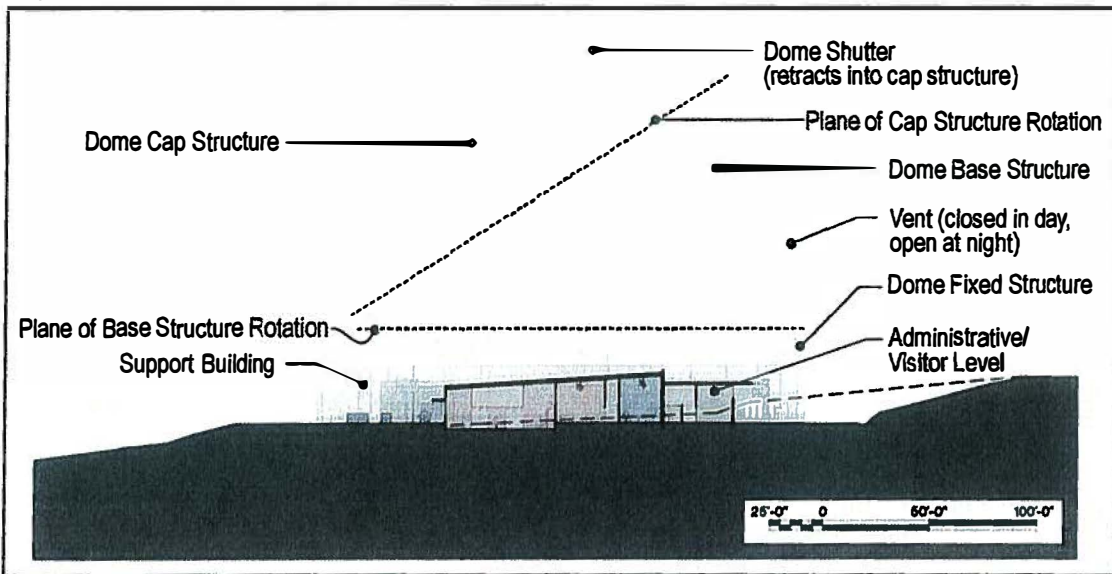 Dome Shutter
(retracts into cap structure)
Plane of Cap Structure Rotation
Dome Cap Structure
Dome Base Structure
Vent (closed in day,
open at night)
Dome Fixed Structure
Plane of Base Structure Rotation
Administrative/
Visitor Level
Support Building
25'-0" 0 50'-0" 100'-0"